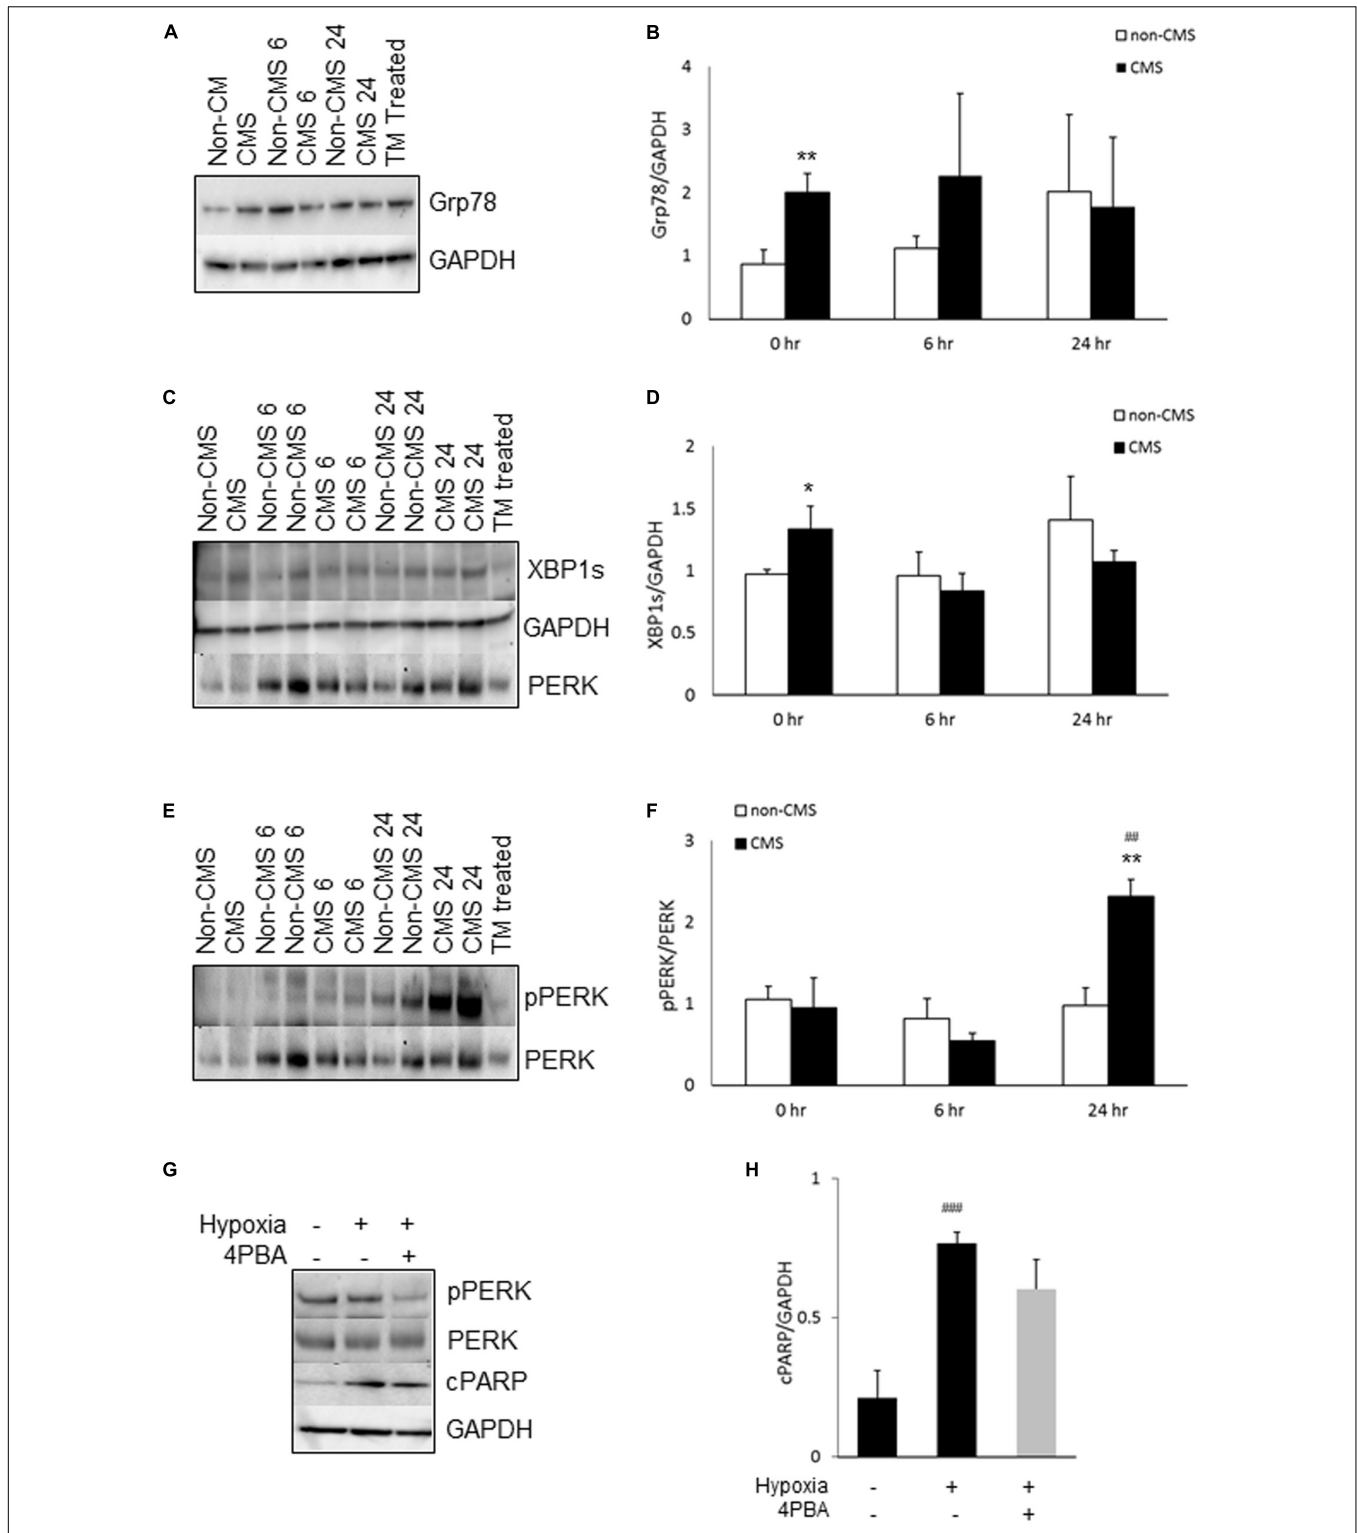 A
Non-CM
CMS
Non-CMS 6
CMS 6
Non-CMS 24
CMS 24
TM Treated
Grp78
GAPDH
B
non-CMS
CMS
Grp78/GAPDH
4
3
2
1
0
**
0 hr
6 hr
24 hr
C
Non-CMS
CMS
Non-CMS 6
Non-CMS 6
CMS 6
CMS 6
Non-CMS 24
Non-CMS 24
CMS 24
CMS 24
TM treated
XBP1s
GAPDH
PERK
D
non-CMS
CMS
XBP1s/GAPDH
2
1.5
1
0.5
0
*
0 hr
6 hr
24 hr
E
Non-CMS
CMS
Non-CMS 6
Non-CMS 6
CMS 6
CMS 6
Non-CMS 24
Non-CMS 24
CMS 24
CMS 24
TM treated
pPERK
PERK
F
non-CMS
CMS
pPERK/PERK
3
2
1
0
##
**
0 hr
6 hr
24 hr
G
Hypoxia - + +
4PBA - - +
pPERK
PERK
cPARP
GAPDH
H
cPARP/GAPDH
1
0.5
0
###
Hypoxia - + +
4PBA - - +